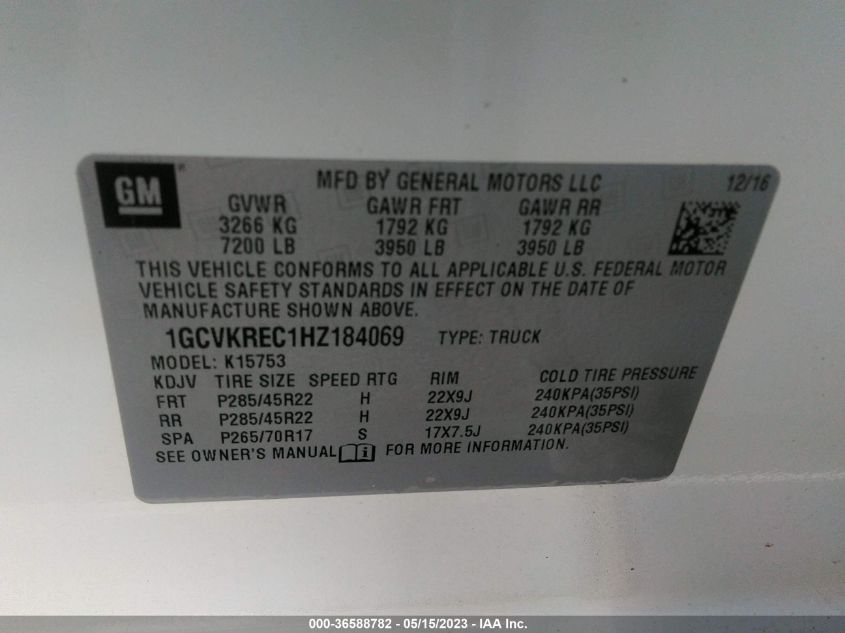 GM®
MFD BY GENERAL MOTORS LLC 12/16
GVWR GAWR FRT GAWR RR
3266 KG 1792 KG 1792 KG
7200 LB 3950 LB 3950 LB
THIS VEHICLE CONFORMS TO ALL APPLICABLE U.S. FEDERAL MOTOR
VEHICLE SAFETY STANDARDS IN EFFECT ON THE DATE OF
MANUFACTURE SHOWN ABOVE.
1GCVKREC1HZ184069 TYPE: TRUCK
MODEL: K15753
KDJV TIRE SIZE SPEED RTG RIM COLD TIRE PRESSURE
FRT P285/45R22 H 22X9J 240KPA(35PSI)
RR P285/45R22 H 22X9J 240KPA(35PSI)
SPA P265/70R17 S 17X7.5J 240KPA(35PSI)
SEE OWNER'S MANUAL i FOR MORE INFORMATION.
000-36588782 - 05/15/2023 - IAA Inc.